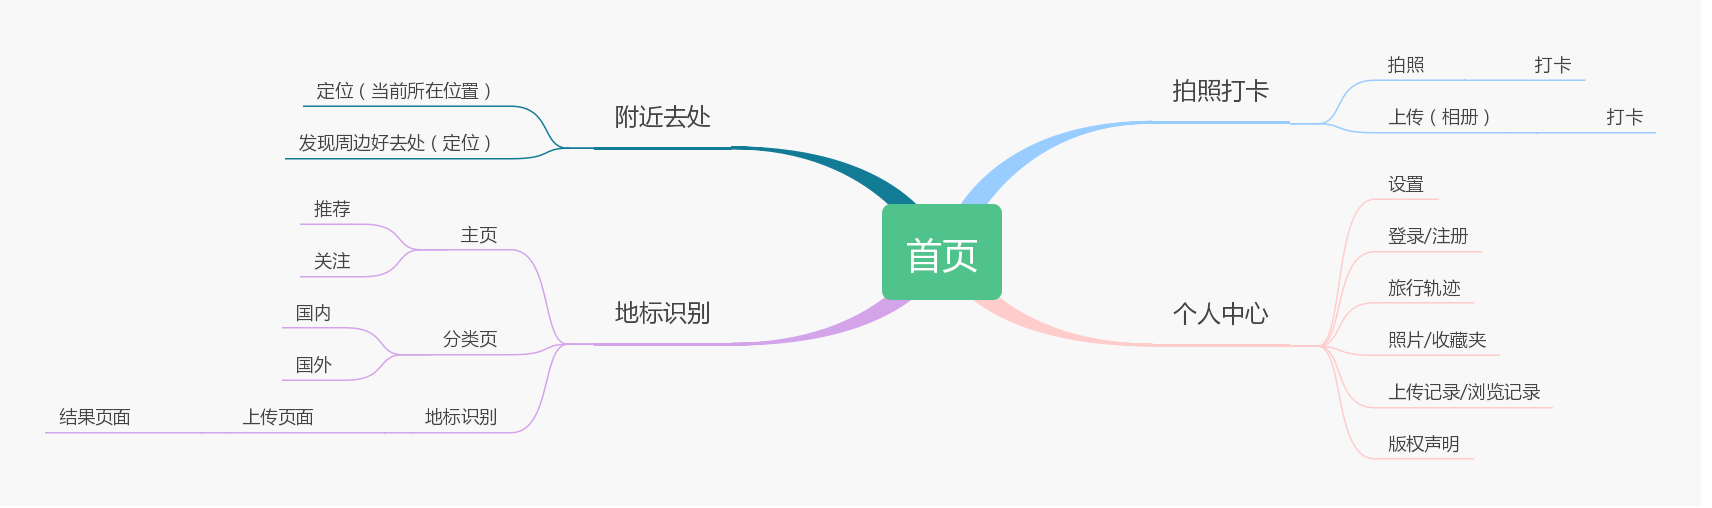 首页
附近去处
定位（当前所在位置）
发现周边好去处（定位）
地标识别
主页
推荐
关注
分类页
国内
国外
地标识别
上传页面
结果页面
拍照打卡
拍照
打卡
上传（相册）
打卡
个人中心
设置
登录/注册
旅行轨迹
照片/收藏夹
上传记录/浏览记录
版权声明